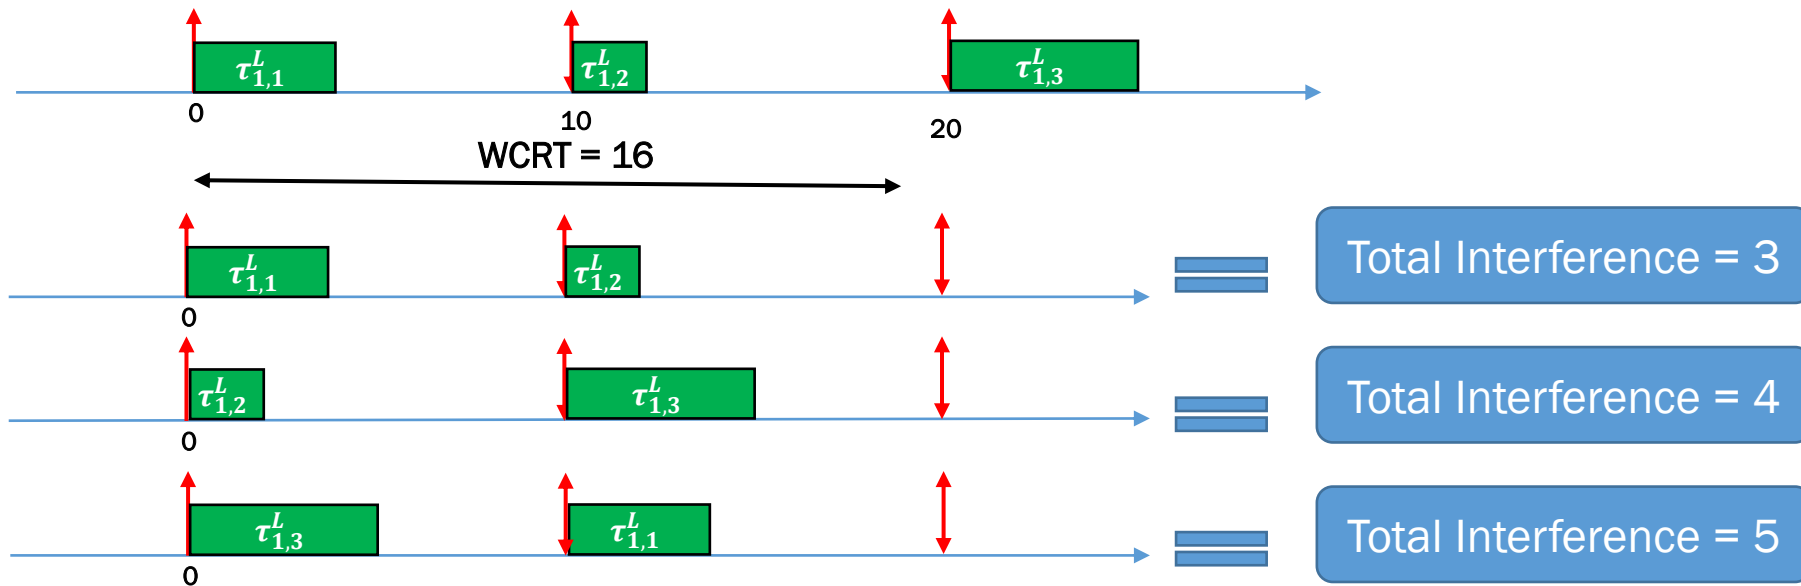 τ^L_{1,1} τ^L_{1,2} τ^L_{1,3}
0 10 20
WCRT = 16
τ^L_{1,1} τ^L_{1,2} Total Interference = 3
0
τ^L_{1,2} τ^L_{1,3} Total Interference = 4
0
τ^L_{1,3} τ^L_{1,1} Total Interference = 5
0